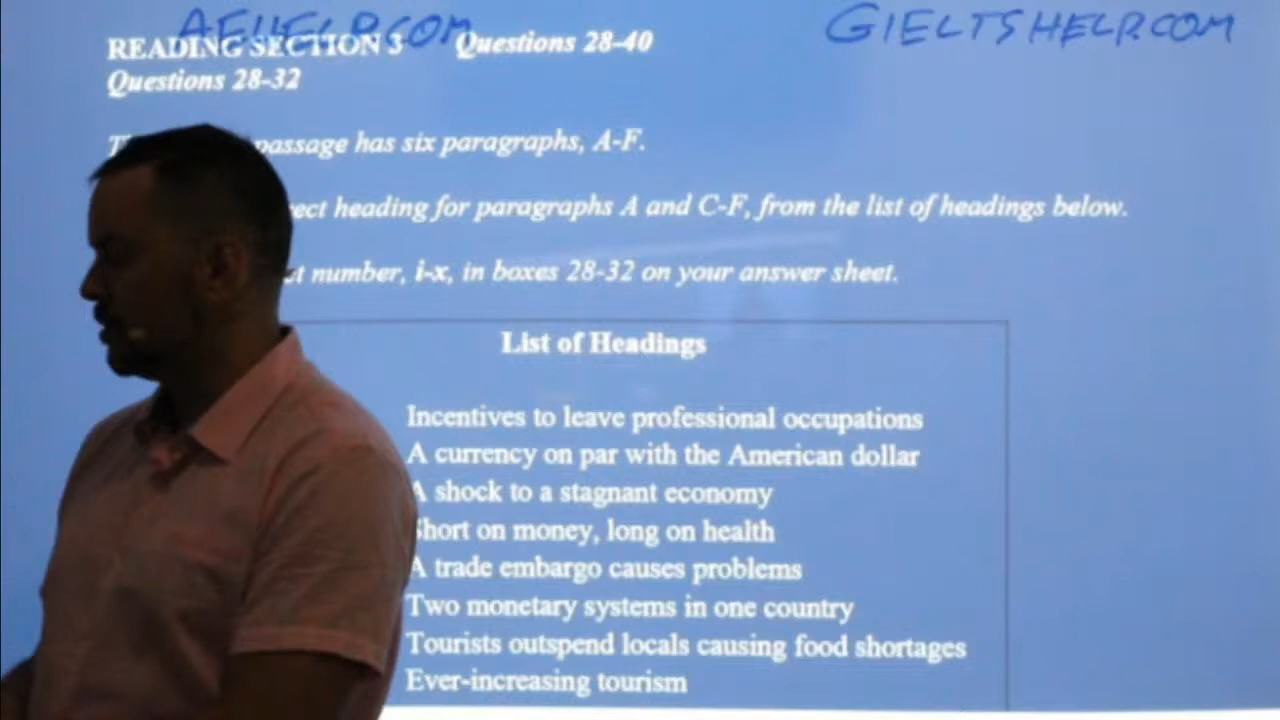 AEHELP.COM GIELTSHELP.COM
READING SECTION 3 Questions 28-40
Questions 28-32
passage has six paragraphs, A-F.
heading for paragraphs A and C-F, from the list of headings below.
number, i-x, in boxes 28-32 on your answer sheet.
List of Headings
Incentives to leave professional occupations
A currency on par with the American dollar
A shock to a stagnant economy
Short on money, long on health
A trade embargo causes problems
Two monetary systems in one country
Tourists outspend locals causing food shortages
Ever-increasing tourism